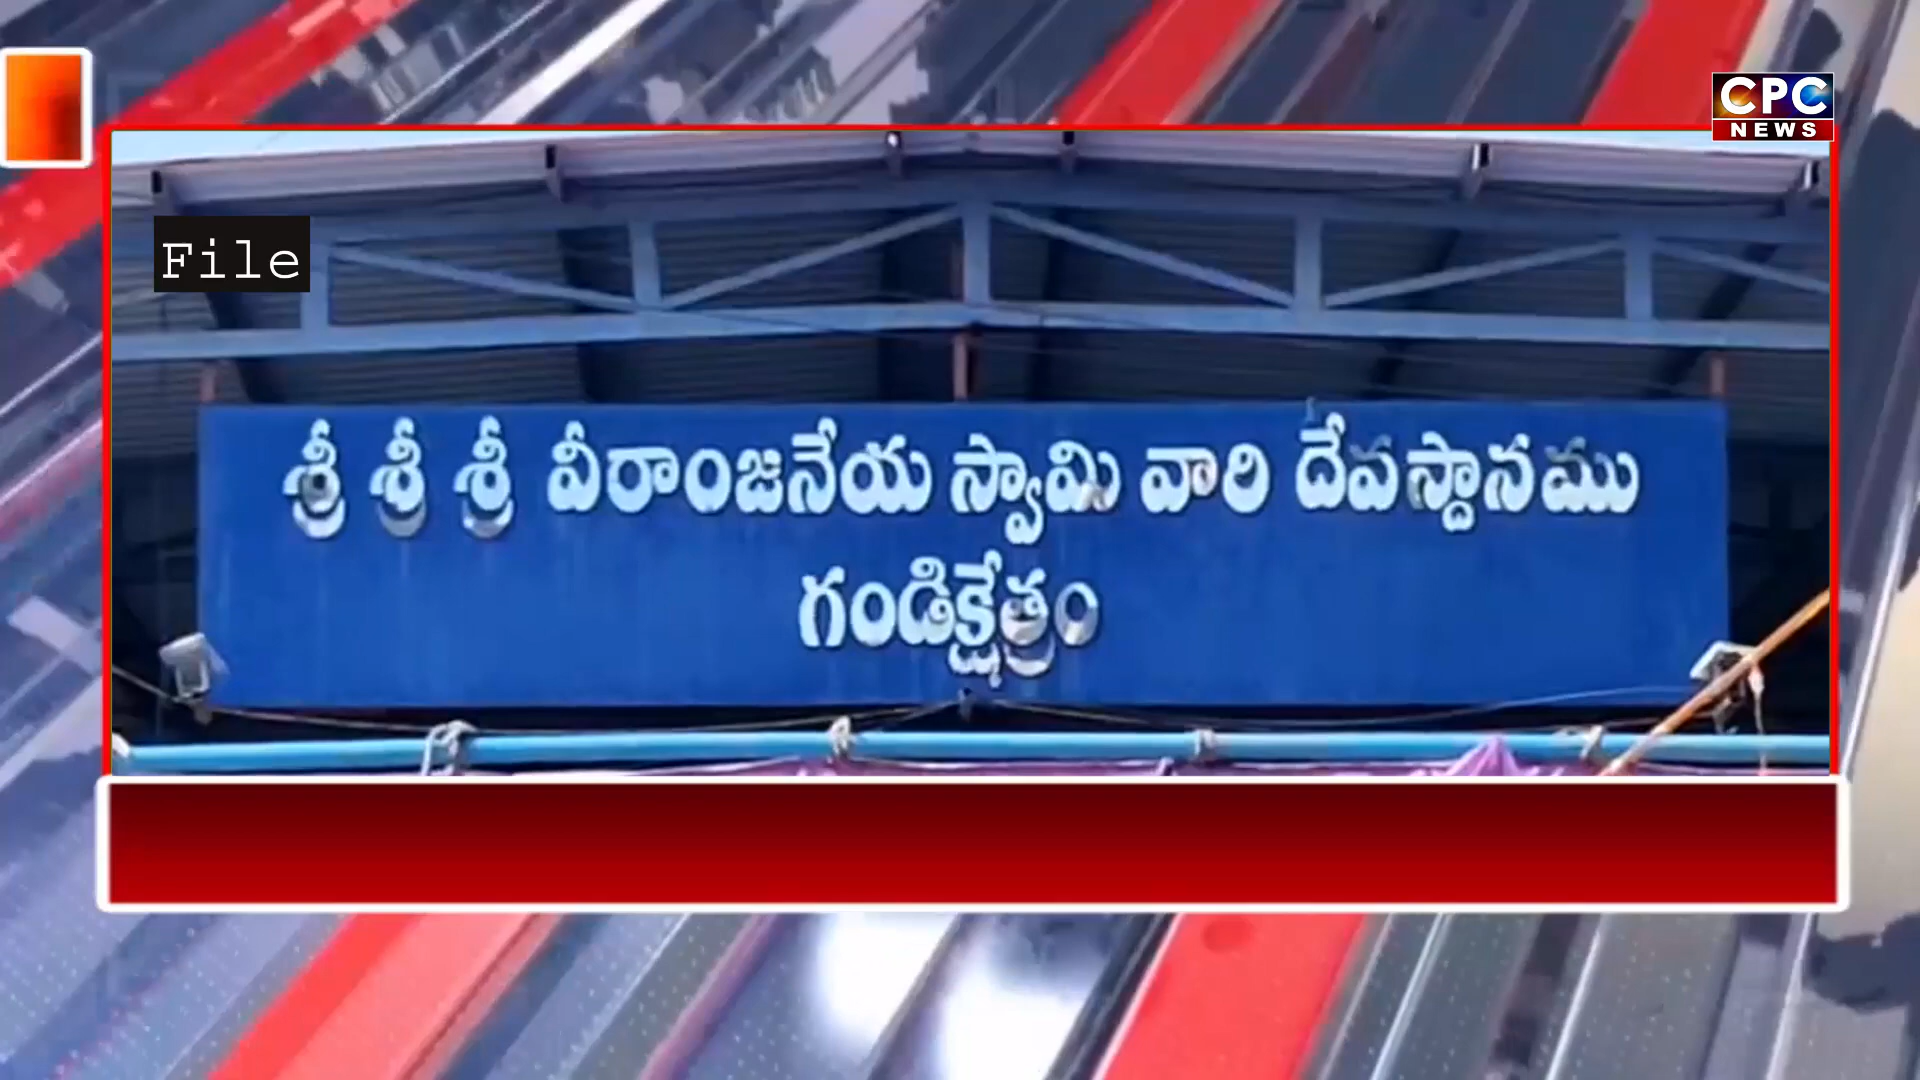 CPC
NEWS
File
శ్రీ శ్రీ శ్రీ వీరాంజనేయ స్వామి వారి దేవస్దానము
గండిక్షేత్రం